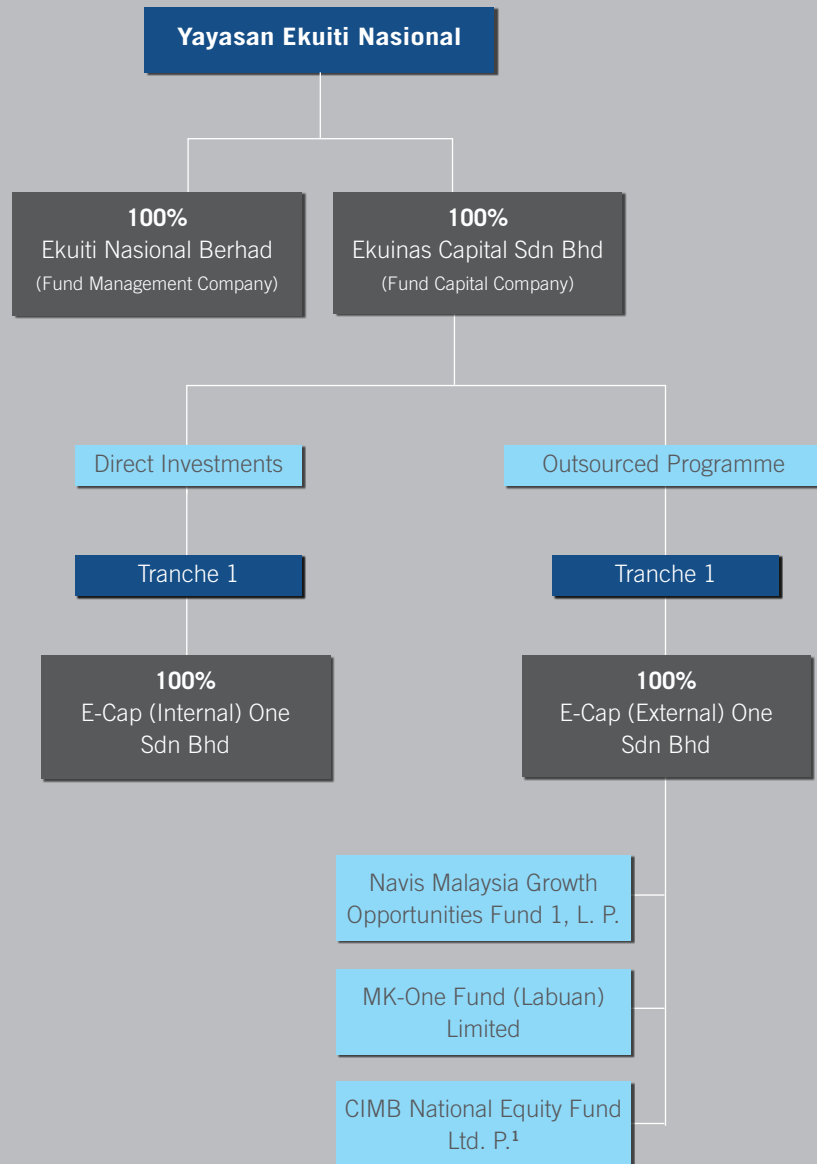 Yayasan Ekuiti Nasional
100%
Ekuiti Nasional Berhad
(Fund Management Company)
100%
Ekuinas Capital Sdn Bhd
(Fund Capital Company)
Direct Investments
Outsourced Programme
Tranche 1
Tranche 1
100%
E-Cap (Internal) One
Sdn Bhd
100%
E-Cap (External) One
Sdn Bhd
Navis Malaysia Growth
Opportunities Fund 1, L. P.
MK-One Fund (Labuan)
Limited
CIMB National Equity Fund
Ltd. P.¹